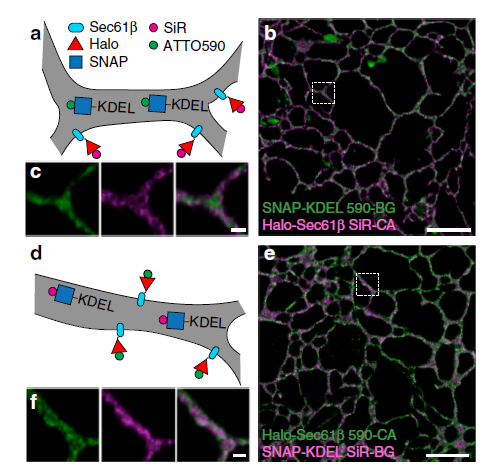 a
Sec61β
SiR
Halo
ATTO590
SNAP
KDEL
KDEL
b
SNAP-KDEL 590-BG
Halo-Sec61β SiR-CA
c
d
KDEL
KDEL
e
Halo-Sec61β 590-CA
SNAP-KDEL SiR-BG
f